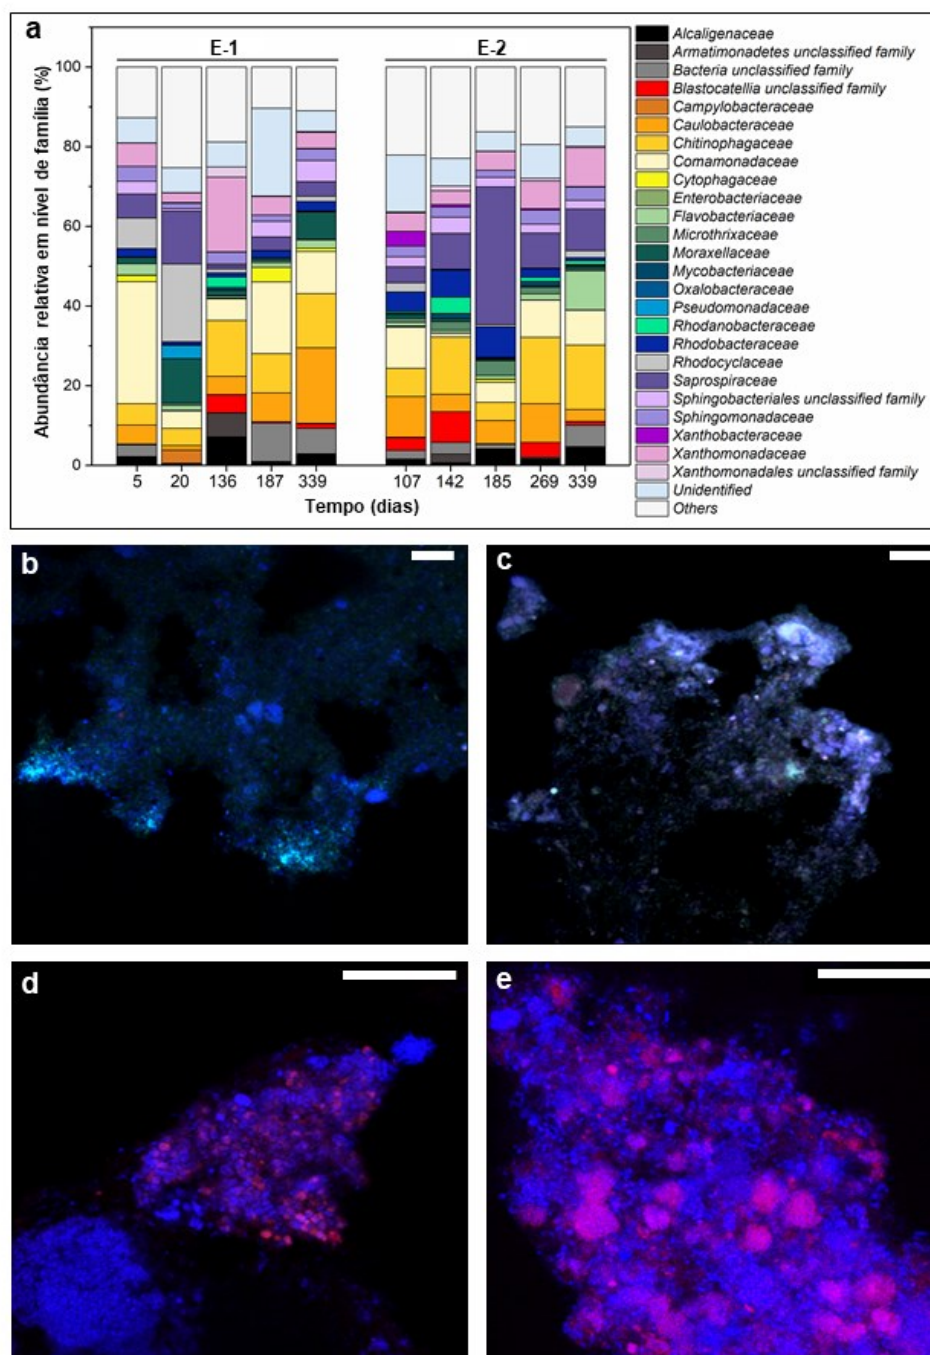 a
E-1
E-2
Abundância relativa em nível de família (%)
100
80
60
40
20
0
5 20 136 187 339
107 142 185 269 339
Tempo (dias)
Alcaligenaceae
Armatimonadetes unclassified family
Bacteria unclassified family
Blastocatellia unclassified family
Campylobacteraceae
Caulobacteraceae
Chitinophagaceae
Comamonadaceae
Cytophagaceae
Enterobacteriaceae
Flavobacteriaceae
Microthrixaceae
Moraxellaceae
Mycobacteriaceae
Oxalobacteraceae
Pseudomonadaceae
Rhodanobacteraceae
Rhodobacteraceae
Rhodocyclaceae
Saprospiraceae
Sphingobacteriales unclassified family
Sphingomonadaceae
Xanthobacteraceae
Xanthomonadaceae
Xanthomonadales unclassified family
Unidentified
Others
b
c
d
e